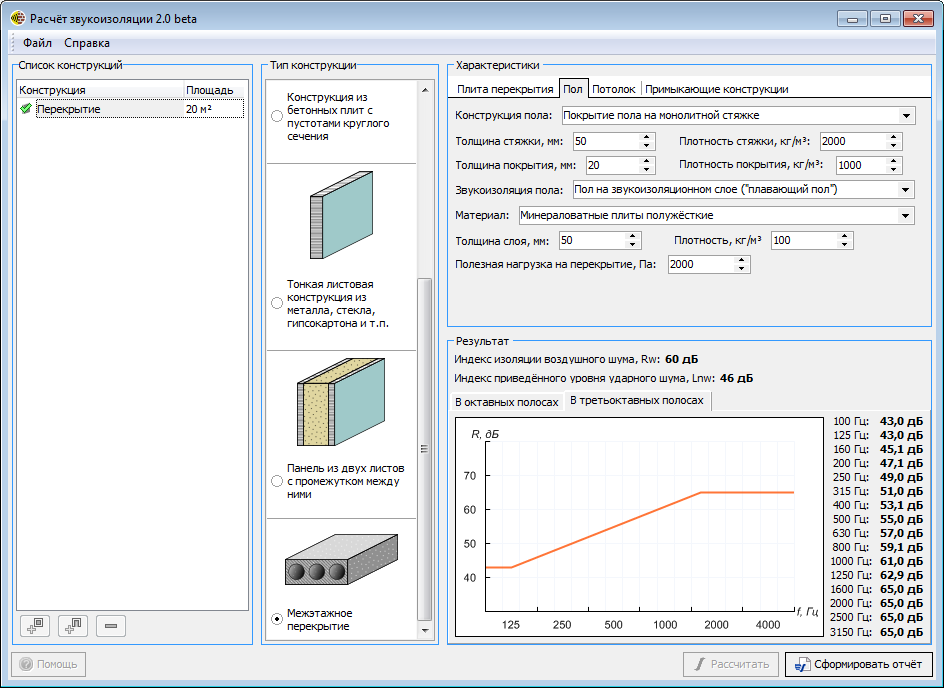 Расчёт звукоизоляции 2.0 beta
Файл Справка
Список конструкций
Конструкция Площадь
Перекрытие 20 м²
Тип конструкции
Конструкция из
бетонных плит с
пустотами круглого
сечения
Тонкая листовая
конструкция из
металла, стекла,
гипсокартона и т.п.
Панель из двух листов
с промежутком между
ними
Межэтажное
перекрытие
Характеристики
Плита перекрытия Пол Потолок Примыкающие конструкции
Конструкция пола: Покрытие пола на монолитной стяжке
Толщина стяжки, мм: 50 Плотность стяжки, кг/м³: 2000
Толщина покрытия, мм: 20 Плотность покрытия, кг/м³: 1000
Звукоизоляция пола: Пол на звукоизоляционном слое ("плавающий пол")
Материал: Минераловатные плиты полужёсткие
Толщина слоя, мм: 50 Плотность, кг/м³ 100
Полезная нагрузка на перекрытие, Па: 2000
Результат
Индекс изоляции воздушного шума, Rw: 60 дБ
Индекс приведённого уровня ударного шума, Lnw: 46 дБ
В октавных полосах В третьоктавных полосах
R, дБ
70
60
50
40
125 250 500 1000 2000 4000
f, Гц
100 Гц: 43,0 дБ
125 Гц: 43,0 дБ
160 Гц: 45,1 дБ
200 Гц: 47,1 дБ
250 Гц: 49,0 дБ
315 Гц: 51,0 дБ
400 Гц: 53,1 дБ
500 Гц: 55,0 дБ
630 Гц: 57,0 дБ
800 Гц: 59,1 дБ
1000 Гц: 61,0 дБ
1250 Гц: 62,9 дБ
1600 Гц: 65,0 дБ
2000 Гц: 65,0 дБ
2500 Гц: 65,0 дБ
3150 Гц: 65,0 дБ
Помощь Рассчитать Сформировать отчёт